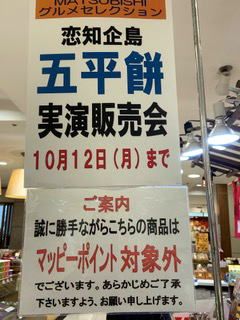 MATSUBISHI
グルメセレクション
恋知企島
五平餅
実演販売会
10月12日（月）まで
ご案内
誠に勝手ながらこちらの商品は
マッピーポイント対象外
でございます。あらかじめご了承
下さいますよう、お願い申し上げます。